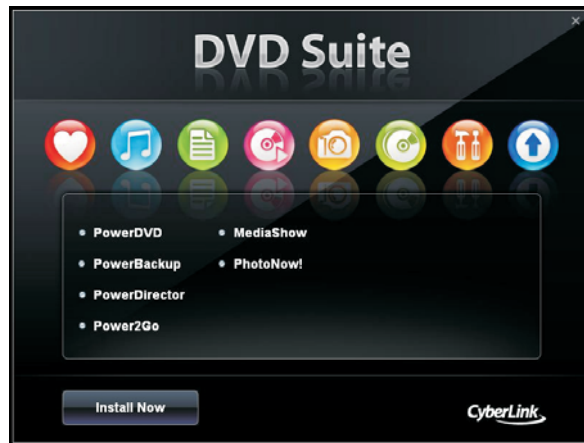 DVD Suite
PowerDVD
PowerBackup
PowerDirector
Power2Go
MediaShow
PhotoNow!
Install Now
CyberLink